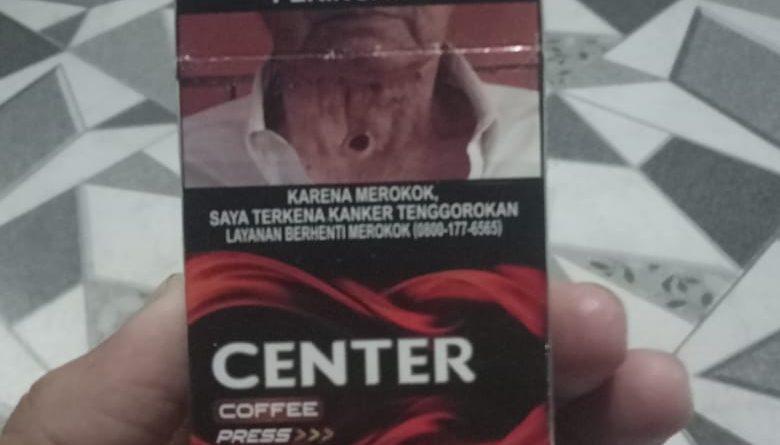 KARENA MEROKOK,
SAYA TERKENA KANKER TENGGOROKAN
LAYANAN BERHENTI MEROKOK (0800-177-6565)
CENTER
COFFEE
PRESS >>>